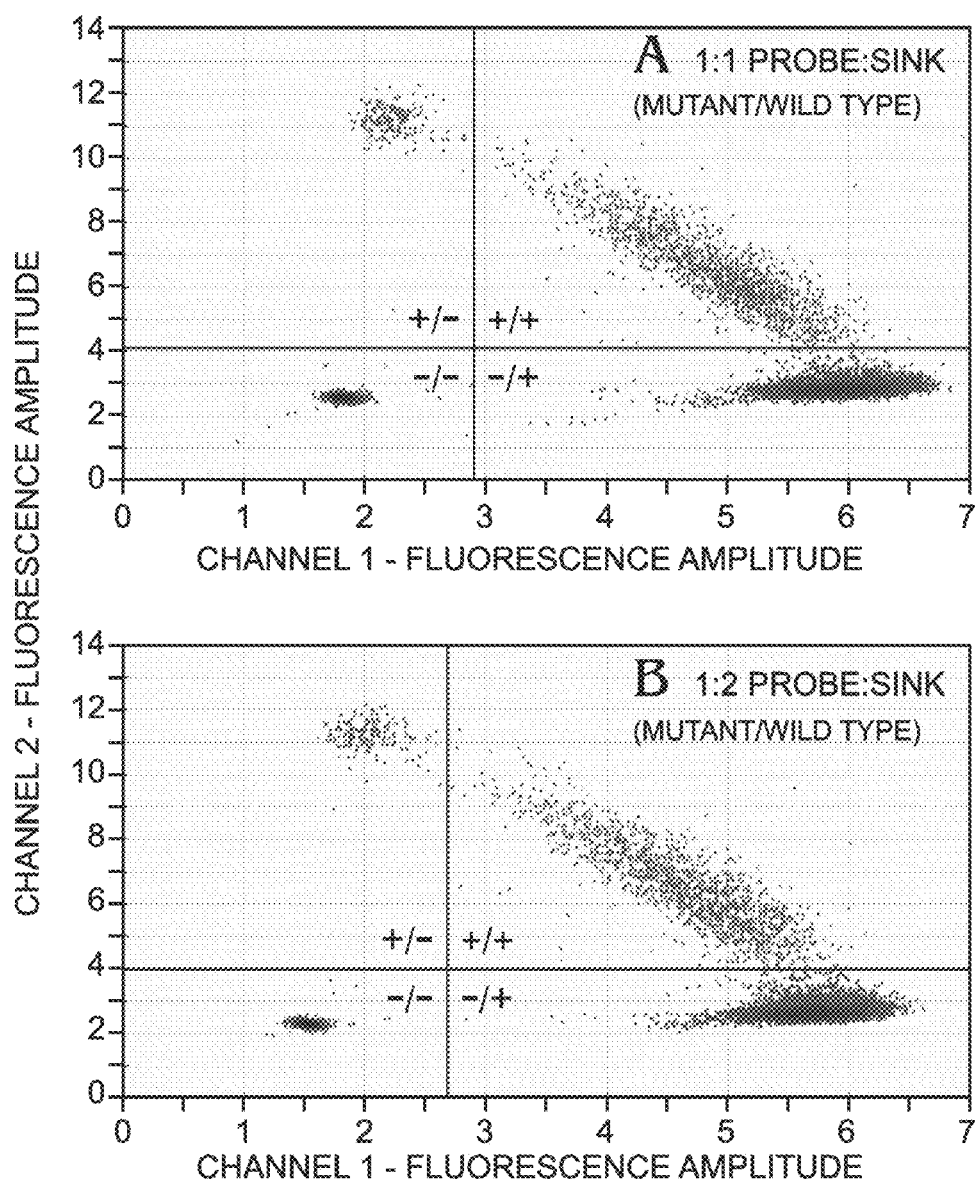 CHANNEL 2 - FLUORESCENCE AMPLITUDE
A 1:1 PROBE:SINK
(MUTANT/WILD TYPE)
14
12
10
8
6
4
2
0
+/- +/+
-/- -/+
0 1 2 3 4 5 6 7
CHANNEL 1 - FLUORESCENCE AMPLITUDE
B 1:2 PROBE:SINK
(MUTANT/WILD TYPE)
14
12
10
8
6
4
2
0
+/- +/+
-/- -/+
0 1 2 3 4 5 6 7
CHANNEL 1 - FLUORESCENCE AMPLITUDE